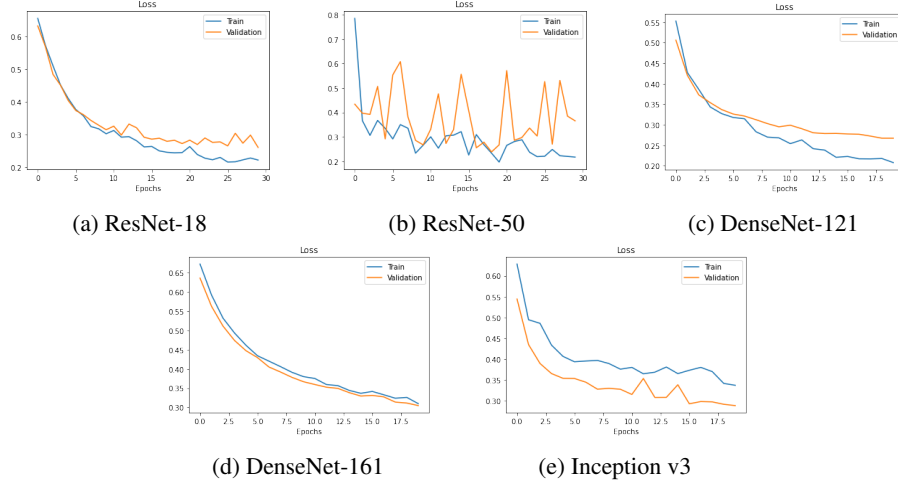 Loss
Train
Validation
0.6
0.5
0.4
0.3
0.2
0 5 10 15 20 25 30
Epochs
(a) ResNet-18
Loss
Train
Validation
0.8
0.7
0.6
0.5
0.4
0.3
0.2
0 5 10 15 20 25 30
Epochs
(b) ResNet-50
Loss
Train
Validation
0.55
0.50
0.45
0.40
0.35
0.30
0.25
0.20
0.0 2.5 5.0 7.5 10.0 12.5 15.0 17.5
Epochs
(c) DenseNet-121
Loss
Train
Validation
0.65
0.60
0.55
0.50
0.45
0.40
0.35
0.30
0.0 2.5 5.0 7.5 10.0 12.5 15.0 17.5
Epochs
(d) DenseNet-161
Loss
Train
Validation
0.60
0.55
0.50
0.45
0.40
0.35
0.30
0.0 2.5 5.0 7.5 10.0 12.5 15.0 17.5
Epochs
(e) Inception v3